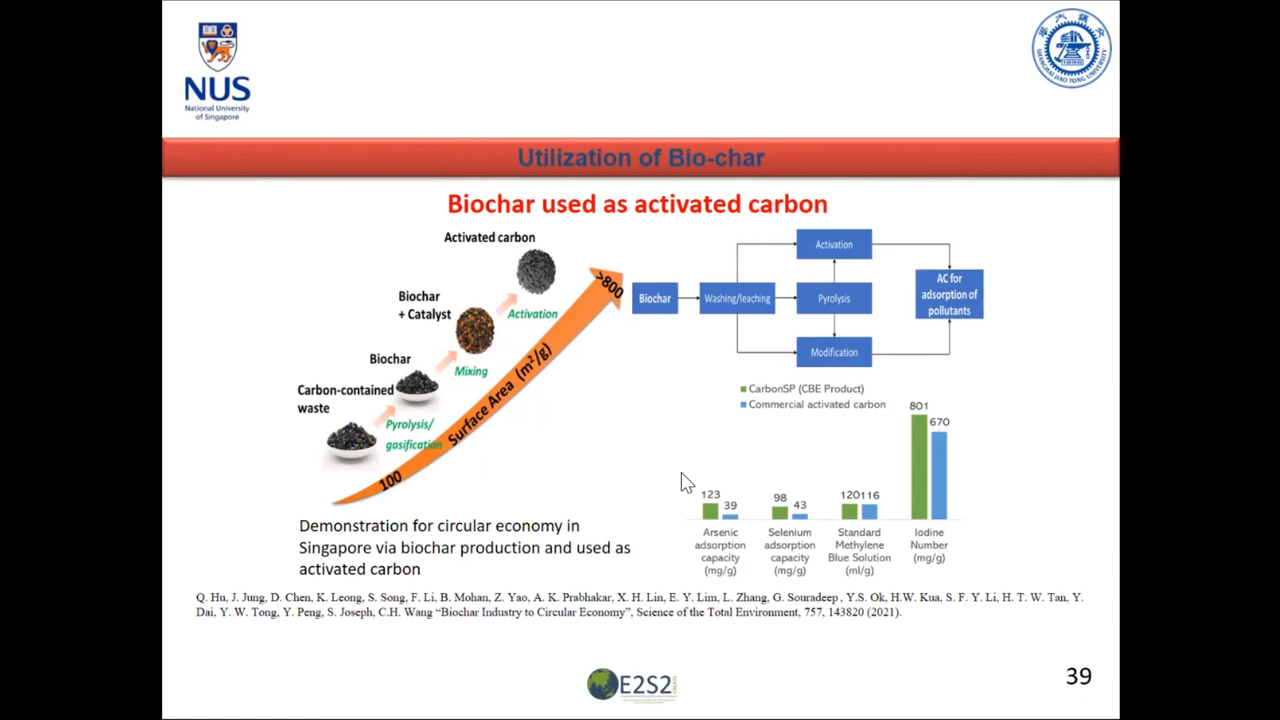 NUS
National University
of Singapore
SHANGHAI JIAO TONG UNIVERSITY
Utilization of Bio-char
Biochar used as activated carbon
Activated carbon
Biochar
+ Catalyst
Activation
Biochar
Mixing
Carbon-contained
waste
Pyrolysis/
gasification
100
Surface Area (m²/g)
>800
Biochar
Washing/leaching
Activation
Pyrolysis
Modification
AC for
adsorption of
pollutants
CarbonSP (CBE Product)
Commercial activated carbon
123
39
98
43
120
116
801
670
Arsenic
adsorption
capacity
(mg/g)
Selenium
adsorption
capacity
(mg/g)
Standard
Methylene
Blue Solution
(ml/g)
Iodine
Number
(mg/g)
Demonstration for circular economy in
Singapore via biochar production and used as
activated carbon
Q. Hu, J. Jung, D. Chen, K. Leong, S. Song, F. Li, B. Mohan, Z. Yao, A. K. Prabhakar, X. H. Lin, E. Y. Lim, L. Zhang, G. Souradeep , Y.S. Ok, H.W. Kua, S. F. Y. Li, H. T. W. Tan, Y.
Dai, Y. W. Tong, Y. Peng, S. Joseph, C.H. Wang “Biochar Industry to Circular Economy”, Science of the Total Environment, 757, 143820 (2021).
E2S2
39